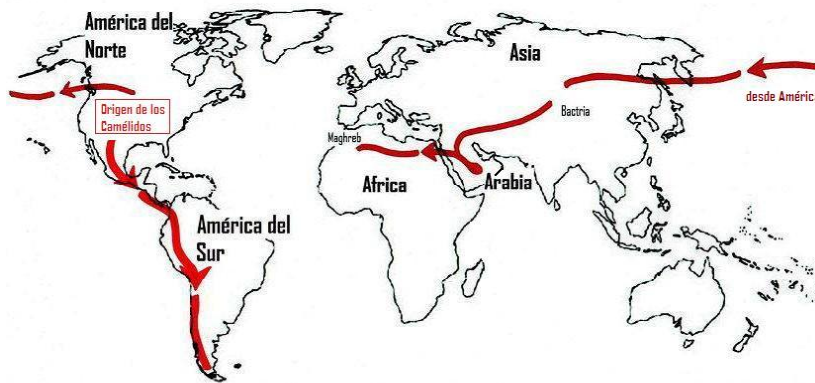 América del
Norte
Asia
desde Améric
Origen de los
Camélidos
Bactria
Maghreb
Africa
Arabia
América del
Sur